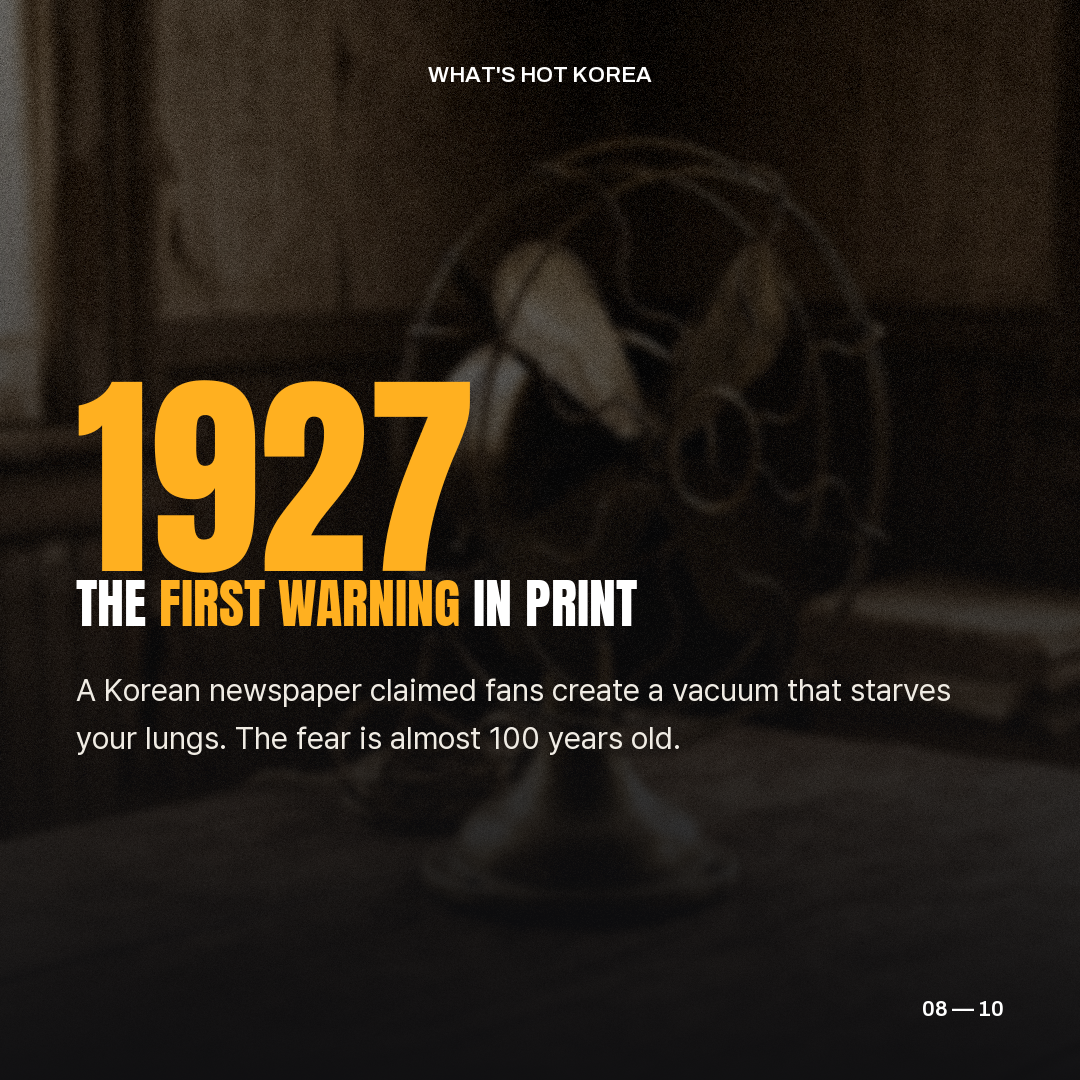 WHAT'S HOT KOREA
1927
THE FIRST WARNING IN PRINT
A Korean newspaper claimed fans create a vacuum that starves
your lungs. The fear is almost 100 years old.
08 — 10